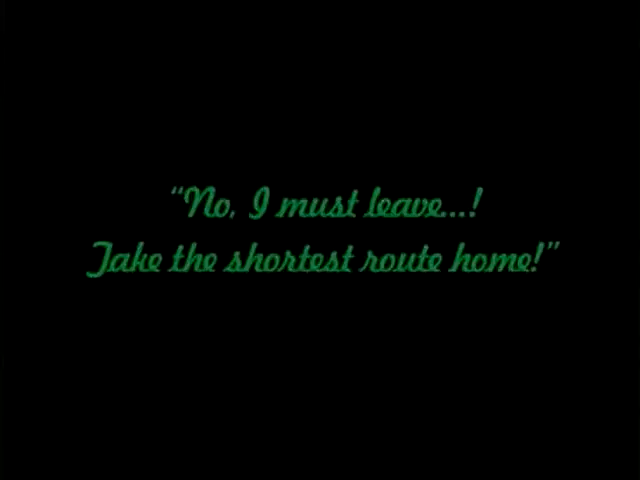 “No, I must leave...!
Take the shortest route home!”